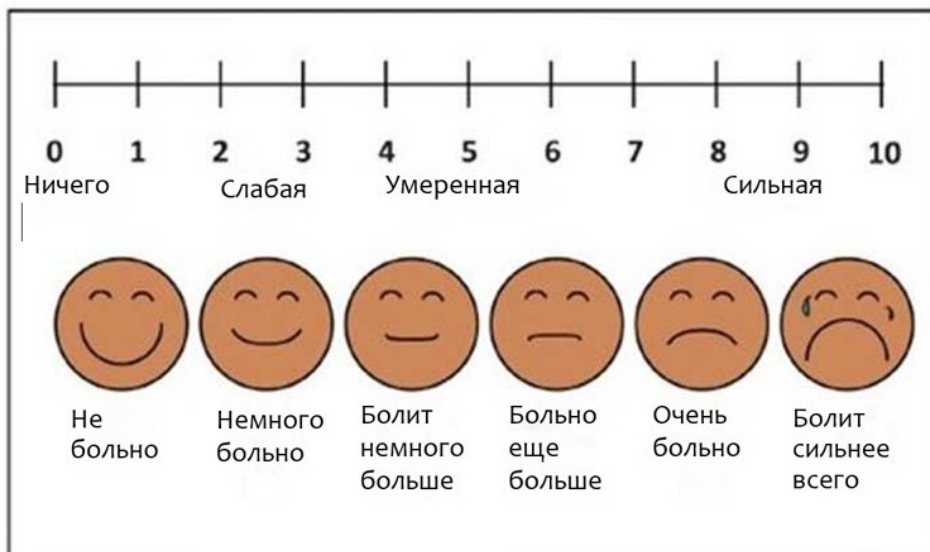 0 1 2 3 4 5 6 7 8 9 10
Ничего Слабая Умеренная Сильная
Не
больно
Немного
больно
Болит
немного
больше
Больно
еще
больше
Очень
больно
Болит
сильнее
всего